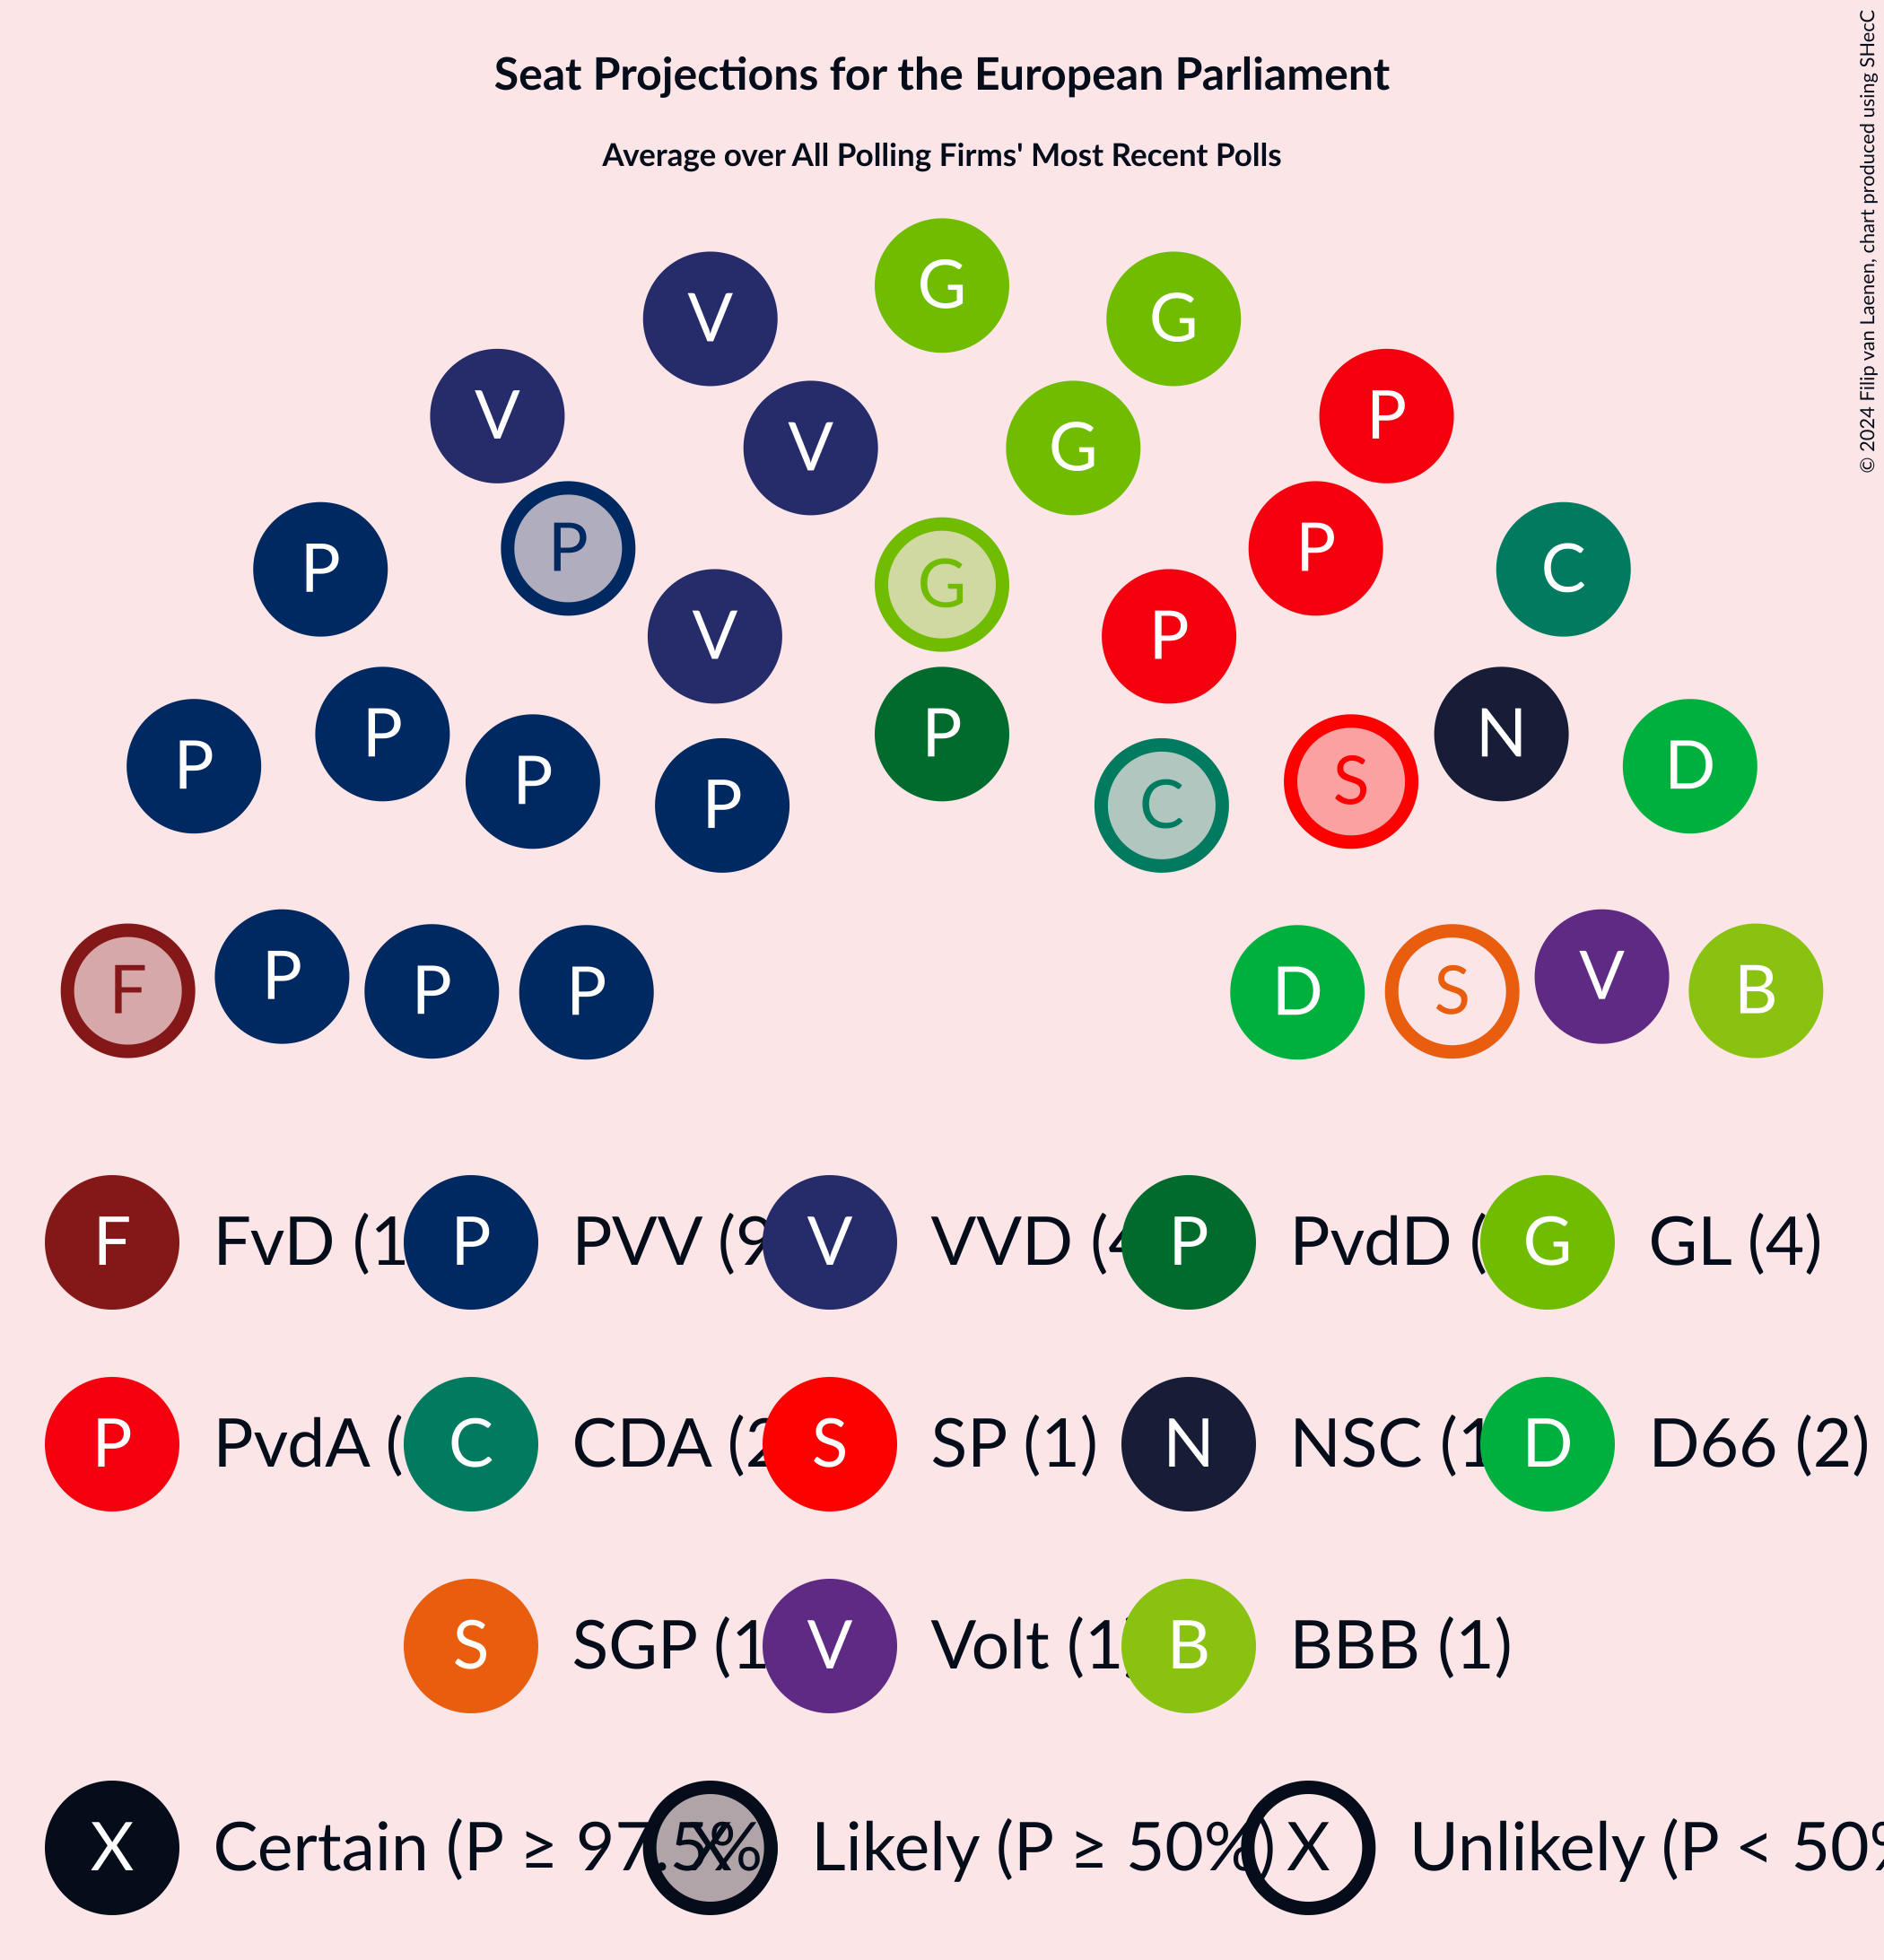 Seat Projections for the European Parliament
Average over All Polling Firms' Most Recent Polls
© 2024 Filip van Laenen, chart produced using SHecC
G
V G
V P
V G
P P
P C
G
V P
P P N
P D
P S
P C
P V
F P P D S B
P
F FvD (1 P PVV (9 V VVD (4 P PvdD ( G GL (4)
P PvdA ( C CDA (2 S SP (1) N NSC (1 D D66 (2)
S SGP (1 V Volt (1) B BBB (1)
X Certain (P ≥ 97.5% X Likely (P ≥ 50%) X Unlikely (P < 50%